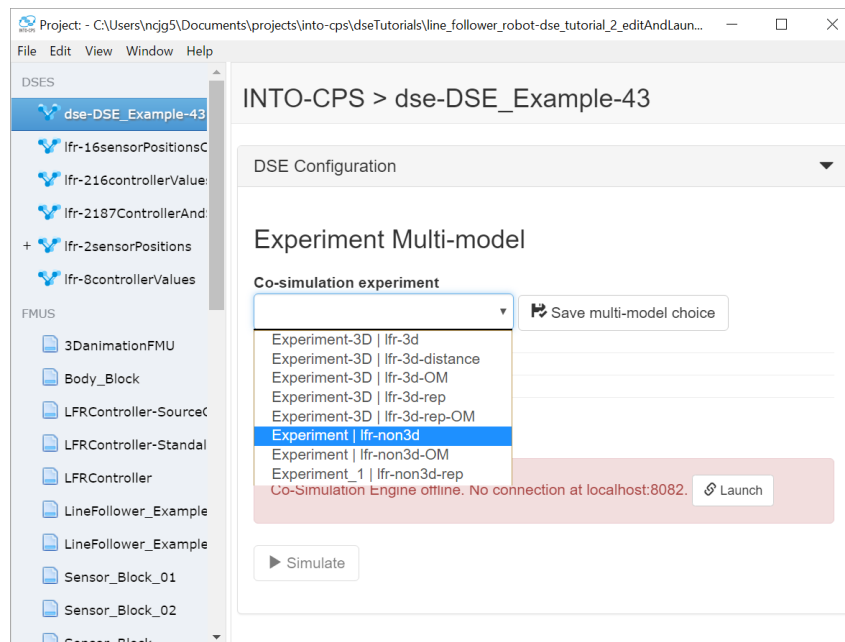 Project: - C:\Users\ncjg5\Documents\projects\into-cps\dseTutorials\line_follower_robot-dse_tutorial_2_editAndLaun...
File Edit View Window Help
DSES
dse-DSE_Example-43
lfr-16sensorPositionsC
lfr-216controllerValues
lfr-2187ControllerAnd
+ lfr-2sensorPositions
lfr-8controllerValues
FMUS
3DanimationFMU
Body_Block
LFRController-SourceC
LFRController-Standal
LFRController
LineFollower_Example
LineFollower_Example
Sensor_Block_01
Sensor_Block_02
Sensor_Block
INTO-CPS > dse-DSE_Example-43
DSE Configuration
Experiment Multi-model
Co-simulation experiment
Save multi-model choice
Experiment-3D | lfr-3d
Experiment-3D | lfr-3d-distance
Experiment-3D | lfr-3d-OM
Experiment-3D | lfr-3d-rep
Experiment-3D | lfr-3d-rep-OM
Experiment | lfr-non3d
Experiment | lfr-non3d-OM
Experiment_1 | lfr-non3d-rep
Co-Simulation Engine offline. No connection at localhost:8082. Launch
Simulate